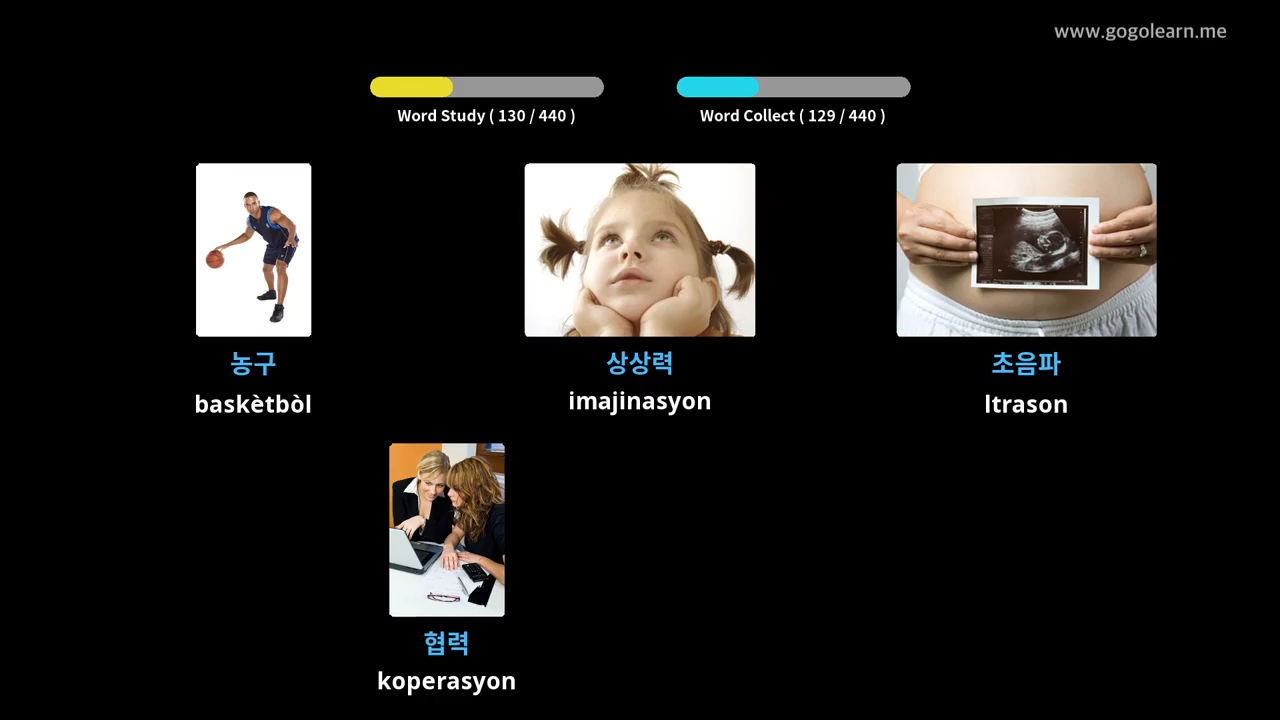 www.gogolearn.me
Word Study ( 130 / 440 )
Word Collect ( 129 / 440 )
농구
baskètbòl
상상력
imajinasyon
초음파
ltrason
협력
koperasyon